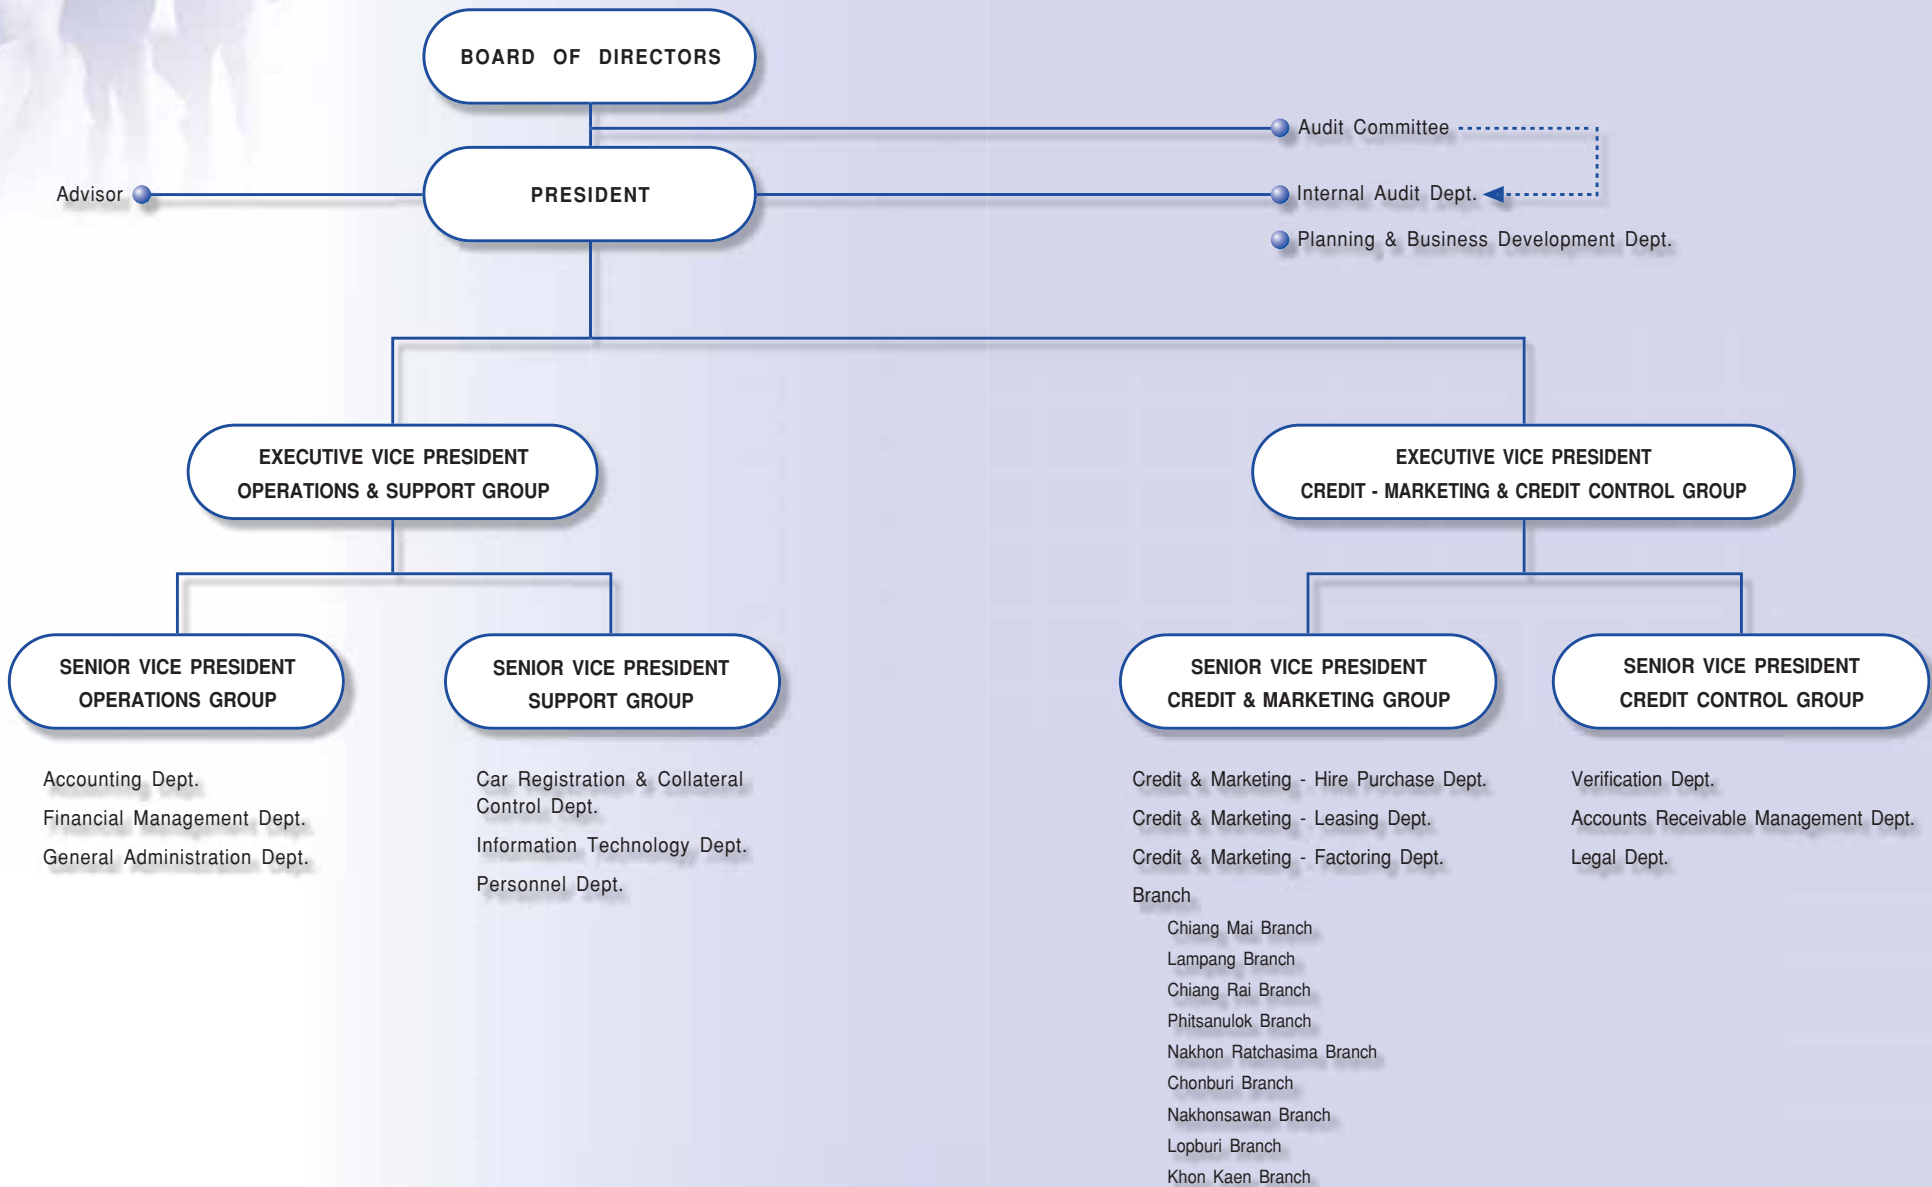 BOARD OF DIRECTORS
Audit Committee
Advisor
PRESIDENT
Internal Audit Dept.
Planning & Business Development Dept.
EXECUTIVE VICE PRESIDENT
OPERATIONS & SUPPORT GROUP
EXECUTIVE VICE PRESIDENT
CREDIT - MARKETING & CREDIT CONTROL GROUP
SENIOR VICE PRESIDENT
OPERATIONS GROUP
Accounting Dept.
Financial Management Dept.
General Administration Dept.
SENIOR VICE PRESIDENT
SUPPORT GROUP
Car Registration & Collateral
Control Dept.
Information Technology Dept.
Personnel Dept.
SENIOR VICE PRESIDENT
CREDIT & MARKETING GROUP
Credit & Marketing - Hire Purchase Dept.
Credit & Marketing - Leasing Dept.
Credit & Marketing - Factoring Dept.
Branch
Chiang Mai Branch
Lampang Branch
Chiang Rai Branch
Phitsanulok Branch
Nakhon Ratchasima Branch
Chonburi Branch
Nakhonsawan Branch
Lopburi Branch
Khon Kaen Branch
SENIOR VICE PRESIDENT
CREDIT CONTROL GROUP
Verification Dept.
Accounts Receivable Management Dept.
Legal Dept.